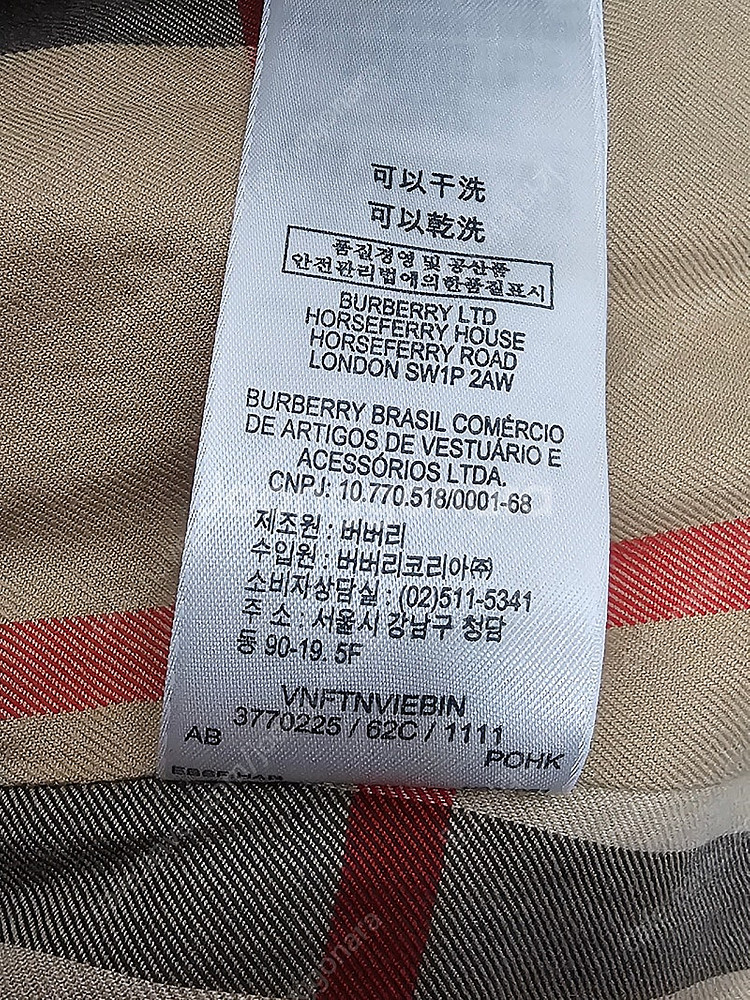 可以干洗
可以乾洗
품질경영 및 공산품
안전관리법에의한품질표시
BURBERRY LTD
HORSEFERRY HOUSE
HORSEFERRY ROAD
LONDON SW1P 2AW
BURBERRY BRASIL COMÉRCIO
DE ARTIGOS DE VESTUÁRIO E
ACESSÓRIOS LTDA.
CNPJ: 10.770.518/0001-68
제조원 : 버버리
수입원 : 버버리코리아㈜
소비자상담실 : (02)511-5341
주 소 : 서울시 강남구 청담
동 90-19. 5F
VNFTNVIEBIN
3770225 / 62C / 1111
AB
POHK